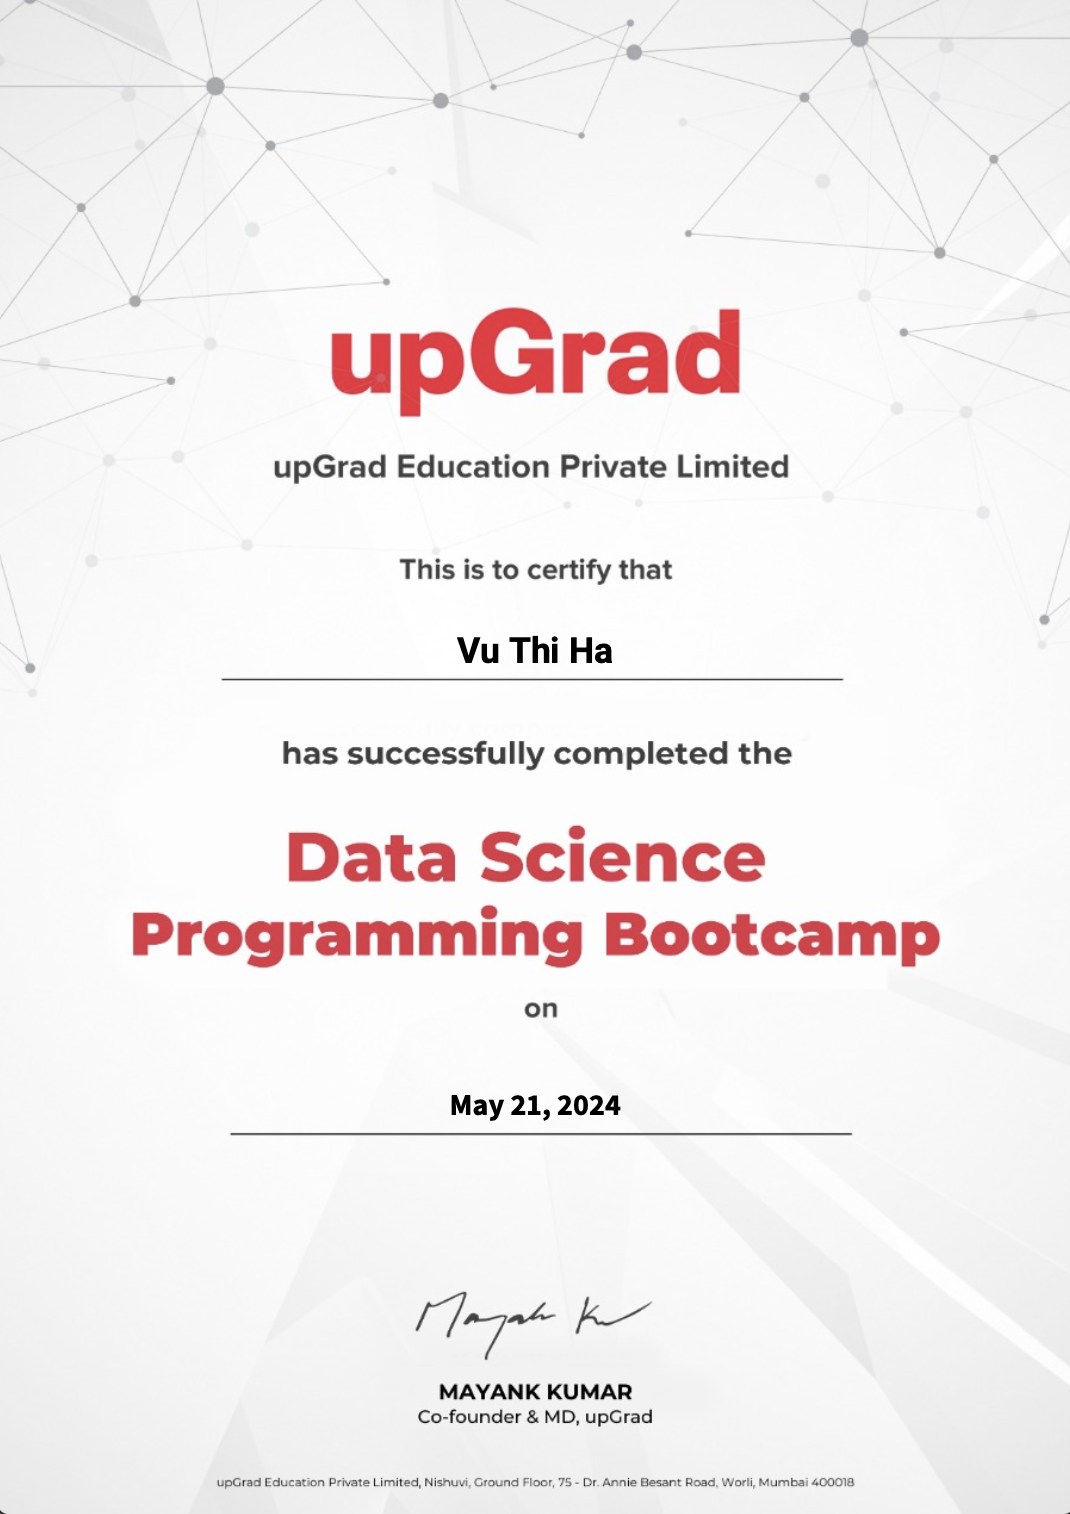 upGrad
upGrad Education Private Limited
This is to certify that
Vu Thi Ha
has successfully completed the
Data Science
Programming Bootcamp
on
May 21, 2024
Mayank Ku
MAYANK KUMAR
Co-founder & MD, upGrad
upGrad Education Private Limited, Nishuvi, Ground Floor, 75 - Dr. Annie Besant Road, Worli, Mumbai 400018